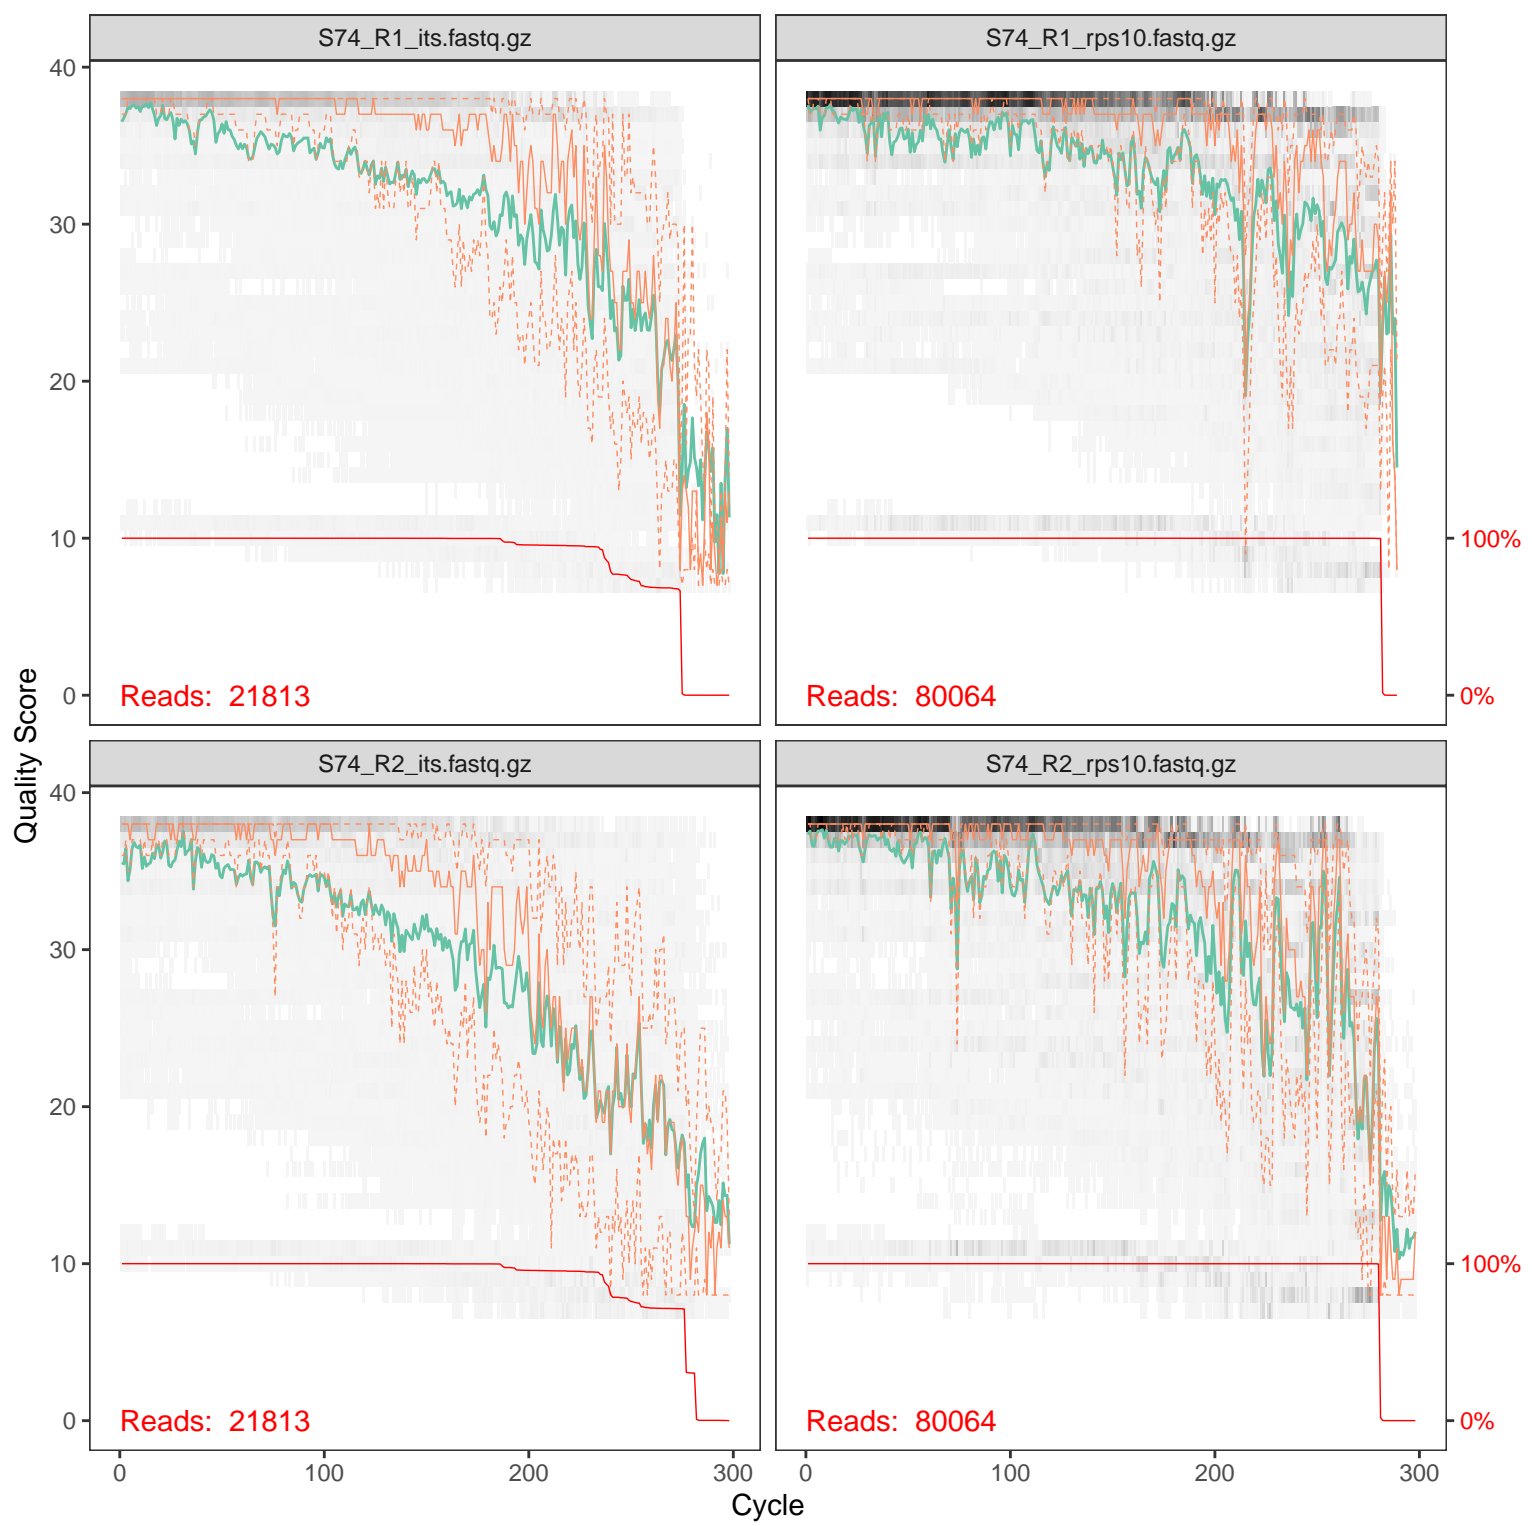 S74_R1_its.fastq.gz
S74_R1_rps10.fastq.gz
40
30
20
10
0
Reads: 21813
Reads: 80064
100%
0%
Quality Score
S74_R2_its.fastq.gz
S74_R2_rps10.fastq.gz
40
30
20
10
0
Reads: 21813
Reads: 80064
100%
0%
0 100 200 300
0 100 200 300
Cycle